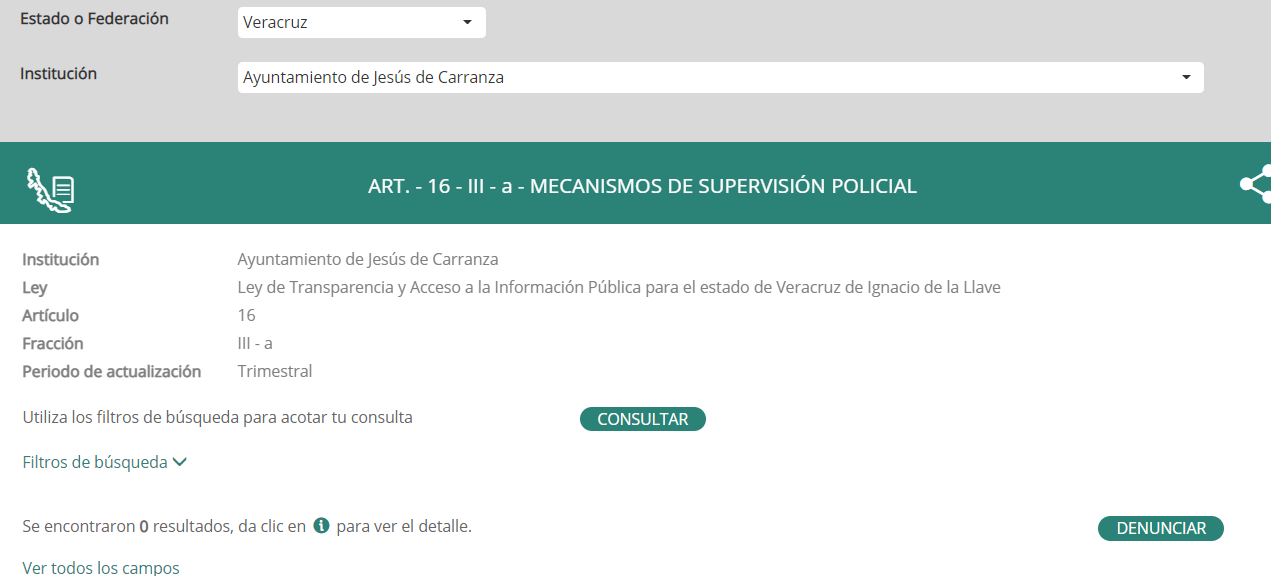 Estado o Federación
Veracruz
Institución
Ayuntamiento de Jesús de Carranza
ART. - 16 - III - a - MECANISMOS DE SUPERVISIÓN POLICIAL
Institución Ayuntamiento de Jesús de Carranza
Ley Ley de Transparencia y Acceso a la Información Pública para el estado de Veracruz de Ignacio de la Llave
Artículo 16
Fracción III - a
Periodo de actualización Trimestral
Utiliza los filtros de búsqueda para acotar tu consulta CONSULTAR
Filtros de búsqueda
Se encontraron 0 resultados, da clic en i para ver el detalle. DENUNCIAR
Ver todos los campos